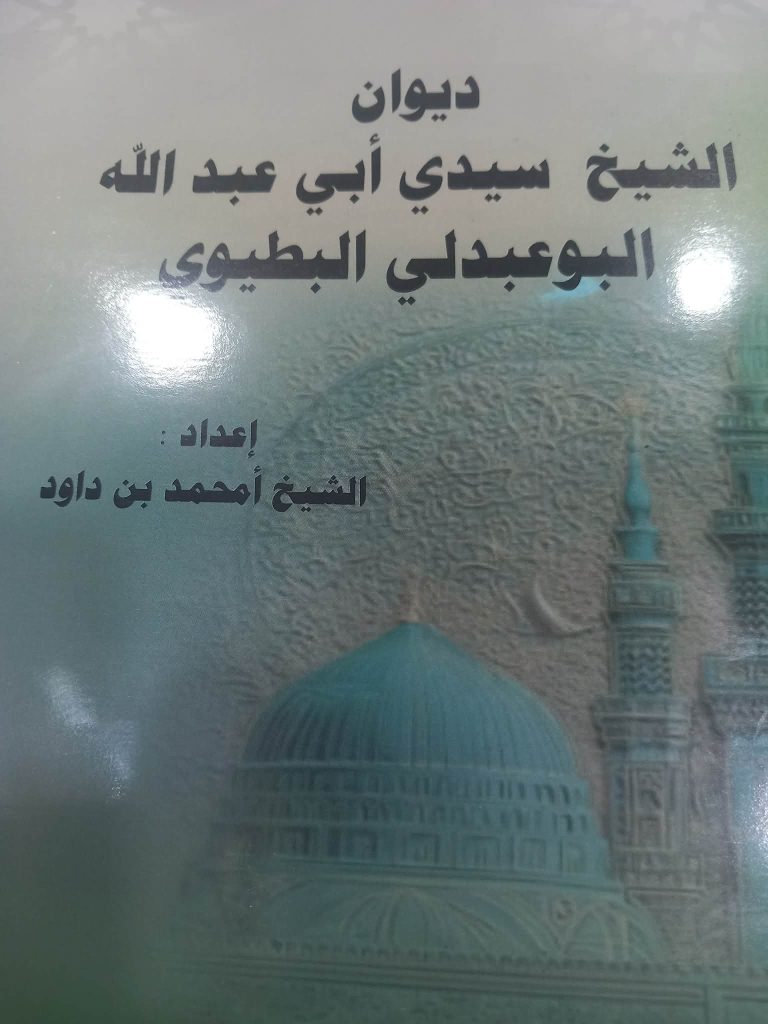 ديوان
الشيخ سيدي أبي عبد الله
البوعبدلي البطيوي
إعداد :
الشيخ أمحمد بن داود